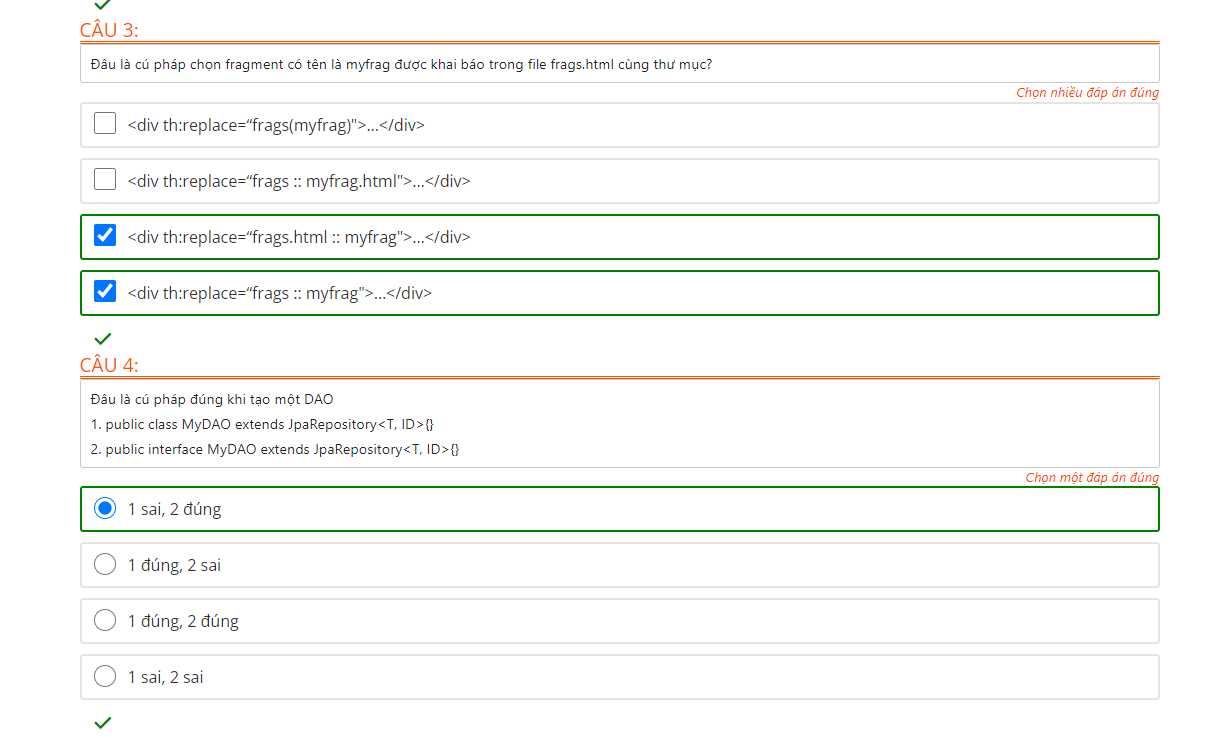 CÂU 3:
Đâu là cú pháp chọn fragment có tên là myfrag được khai báo trong file frags.html cùng thư mục?
Chọn nhiều đáp án đúng
<div th:replace=“frags(myfrag)">...</div>
<div th:replace=“frags :: myfrag.html">...</div>
<div th:replace=“frags.html :: myfrag">...</div>
<div th:replace=“frags :: myfrag">...</div>
CÂU 4:
Đâu là cú pháp đúng khi tạo một DAO
1. public class MyDAO extends JpaRepository<T, ID>{}
2. public interface MyDAO extends JpaRepository<T, ID>{}
Chọn một đáp án đúng
1 sai, 2 đúng
1 đúng, 2 sai
1 đúng, 2 đúng
1 sai, 2 sai